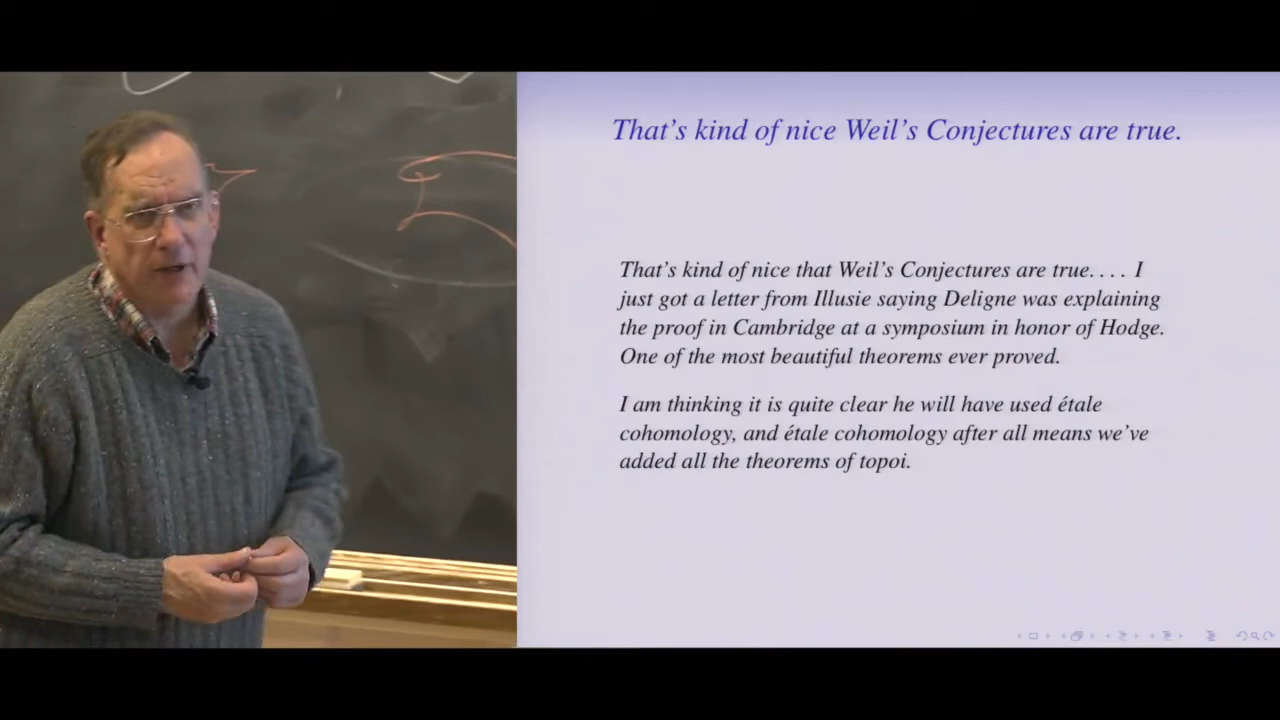 That's kind of nice Weil's Conjectures are true.
That's kind of nice that Weil's Conjectures are true. . . . I
just got a letter from Illusie saying Deligne was explaining
the proof in Cambridge at a symposium in honor of Hodge.
One of the most beautiful theorems ever proved.
I am thinking it is quite clear he will have used étale
cohomology, and étale cohomology after all means we've
added all the theorems of topoi.